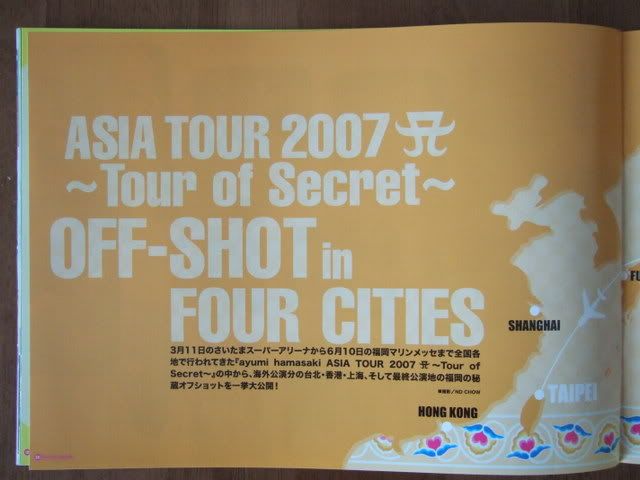 ASIA TOUR 2007 A
~Tour of Secret~
OFF-SHOT in
FOUR CITIES
3月11日のさいたまスーパーアリーナから6月10日の福岡マリンメッセまで全国各
地で行われてきた『ayumi hamasaki ASIA TOUR 2007 A ~Tour of
Secret~』の中から、海外公演分の台北・香港・上海、そして最終公演地の福岡の秘
蔵オフショットを一挙大公開！
■撮影/ND CHOW
FU
SHANGHAI
TAIPEI
HONG KONG